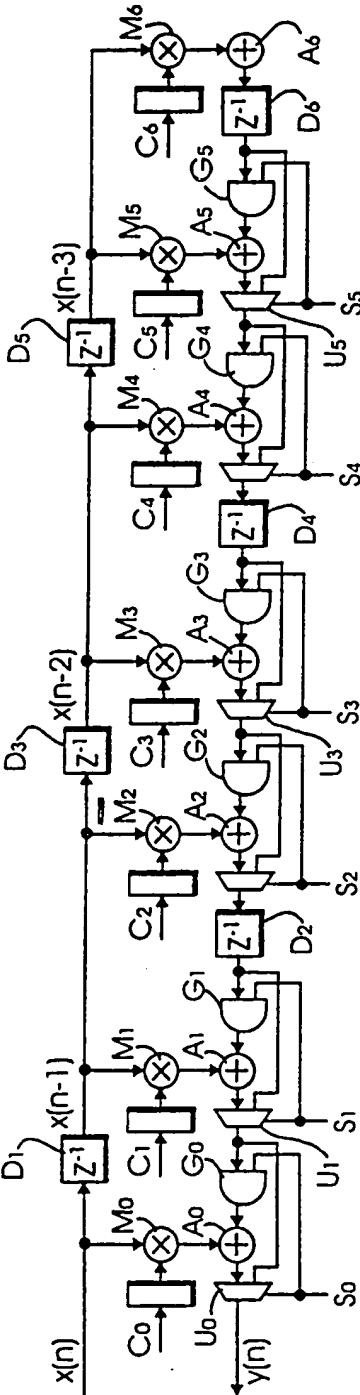 D₁ D₃ D₅
x(n) Z⁻¹ x(n-1) Z⁻¹ x(n-2) Z⁻¹ x(n-3)
M₀ M₁ M₂ M₃ M₄ M₅ M₆
C₀ C₁ C₂ C₃ C₄ C₅ C₆
A₀ G₀ A₁ G₁ A₂ G₂ A₃ G₃ A₄ G₄ A₅ G₅ A₆
Z⁻¹ Z⁻¹ Z⁻¹
D₂ D₄ D₆
y(n) U₀ U₁ U₃ U₅
S₀ S₁ S₂ S₃ S₄ S₅